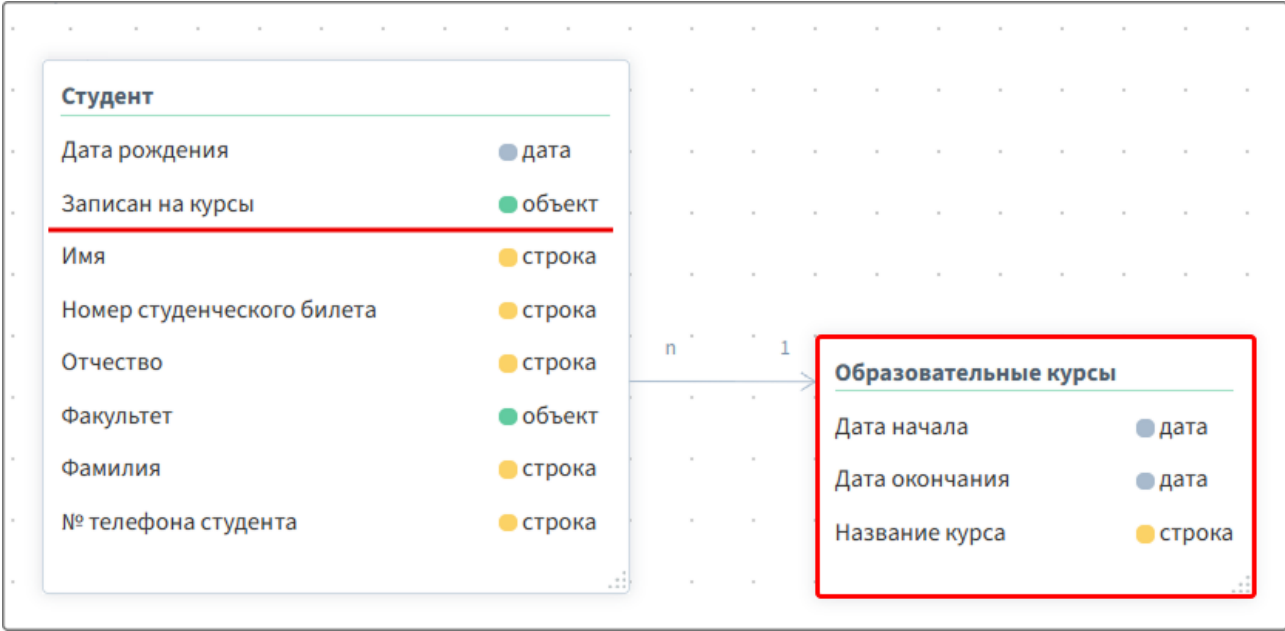 Студент
Дата рождения дата
Записан на курсы объект
Имя строка
Номер студенческого билета строка
Отчество строка
Факультет объект
Фамилия строка
№ телефона студента строка
n 1
Образовательные курсы
Дата начала дата
Дата окончания дата
Название курса строка